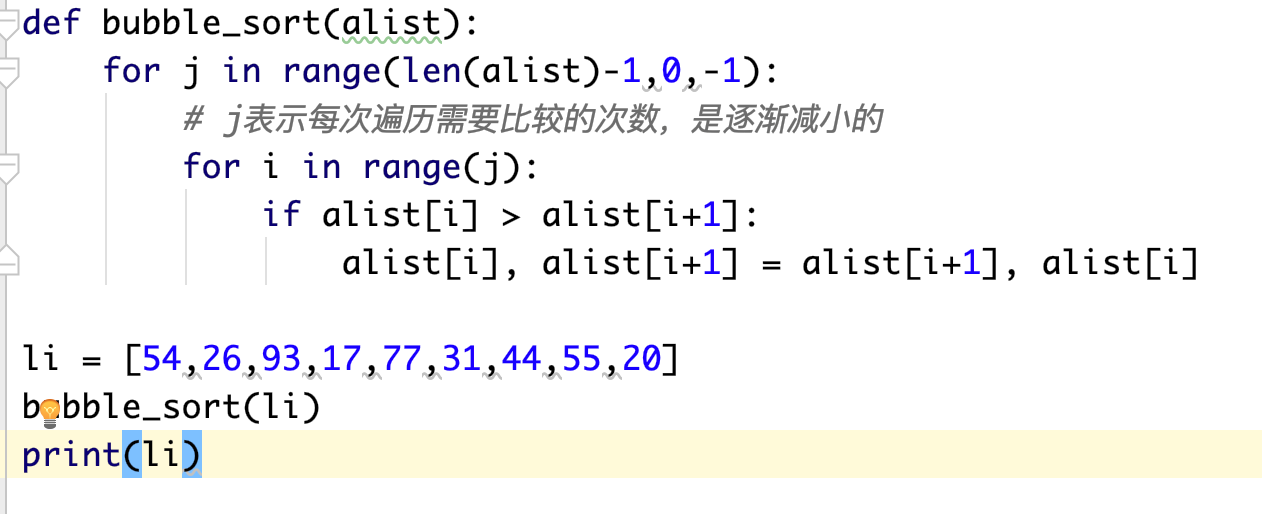 def bubble_sort(alist):
    for j in range(len(alist)-1,0,-1):
        # j表示每次遍历需要比较的次数，是逐渐减小的
        for i in range(j):
            if alist[i] > alist[i+1]:
                alist[i], alist[i+1] = alist[i+1], alist[i]

li = [54,26,93,17,77,31,44,55,20]
bubble_sort(li)
print(li)